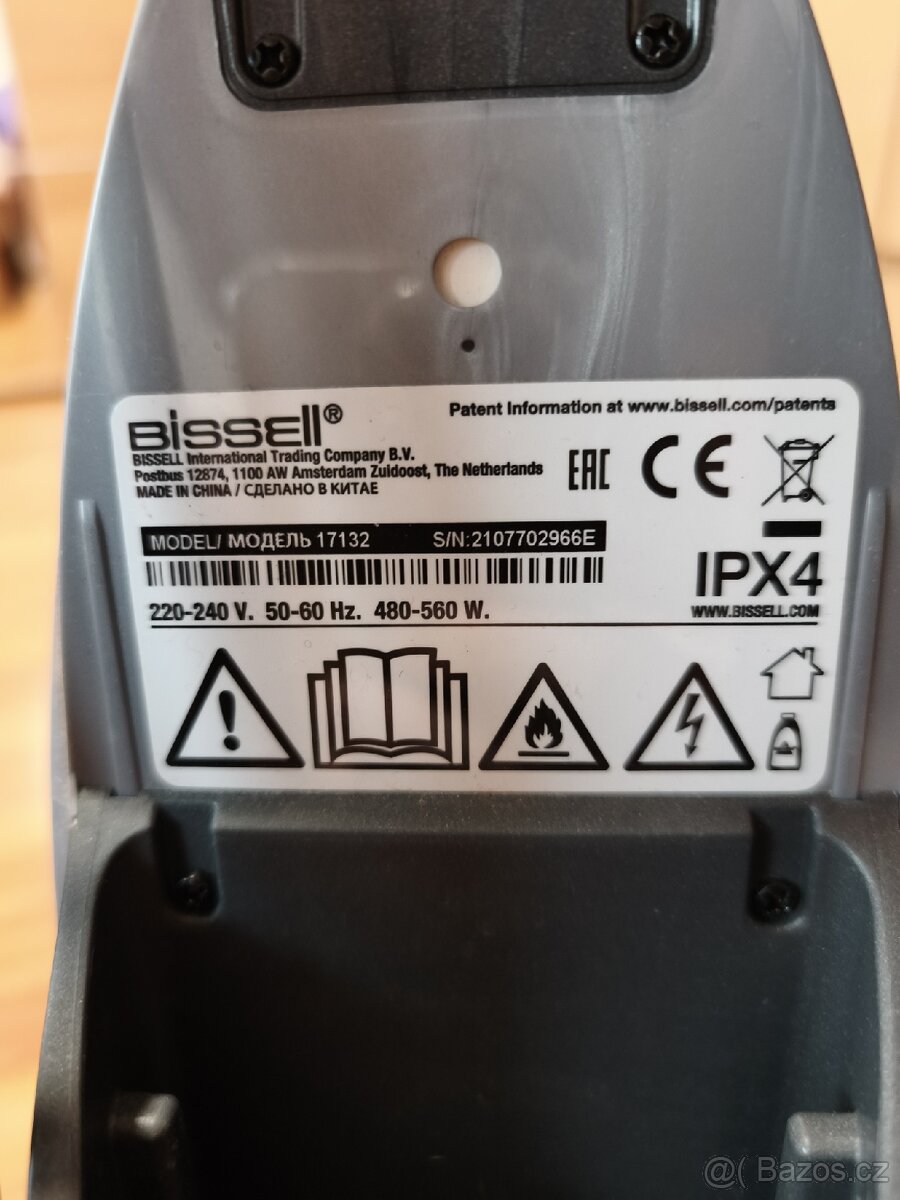 Bissell®
Patent Information at www.bissell.com/patents
BISSELL International Trading Company B.V.
Postbus 12874, 1100 AW Amsterdam Zuidoost, The Netherlands
MADE IN CHINA / СДЕЛАНО В КИТАЕ
EAC CE
MODEL/ МОДЕЛЬ 17132 S/N:2107702966E
IPX4
220-240 V. 50-60 Hz. 480-560 W.
WWW.BISSELL.COM
@( Bazos.cz